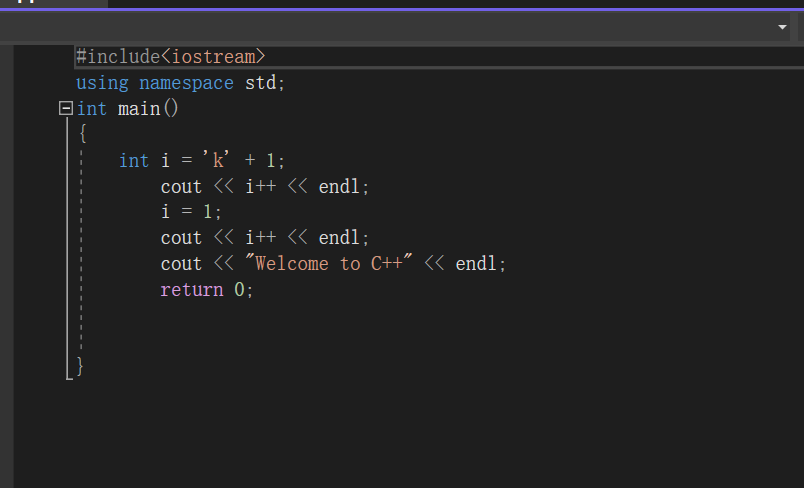 #include<iostream>
using namespace std;
int main()
{
int i = 'k' + 1;
cout << i++ << endl;
i = 1;
cout << i++ << endl;
cout << "Welcome to C++" << endl;
return 0;
}